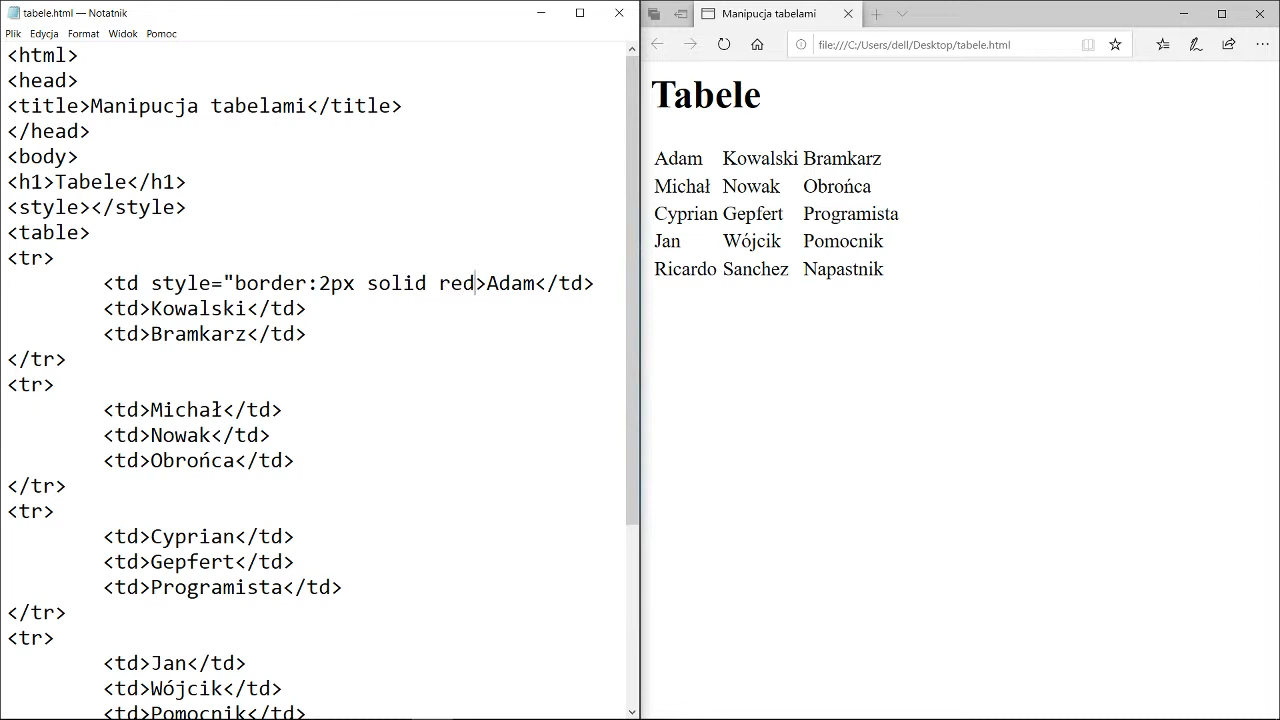 tabele.html — Notatnik
Plik Edycja Format Widok Pomoc
<html>
<head>
<title>Manipucja tabelami</title>
</head>
<body>
<h1>Tabele</h1>
<style></style>
<table>
<tr>
<td style="border:2px solid red>Adam</td>
<td>Kowalski</td>
<td>Bramkarz</td>
</tr>
<tr>
<td>Michał</td>
<td>Nowak</td>
<td>Obrońca</td>
</tr>
<tr>
<td>Cyprian</td>
<td>Gepfert</td>
<td>Programista</td>
</tr>
<tr>
<td>Jan</td>
<td>Wójcik</td>
<td>Pomocnik</td>
Manipucja tabelami
file:///C:/Users/dell/Desktop/tabele.html
Tabele
Adam Kowalski Bramkarz
Michał Nowak Obrońca
Cyprian Gepfert Programista
Jan Wójcik Pomocnik
Ricardo Sanchez Napastnik